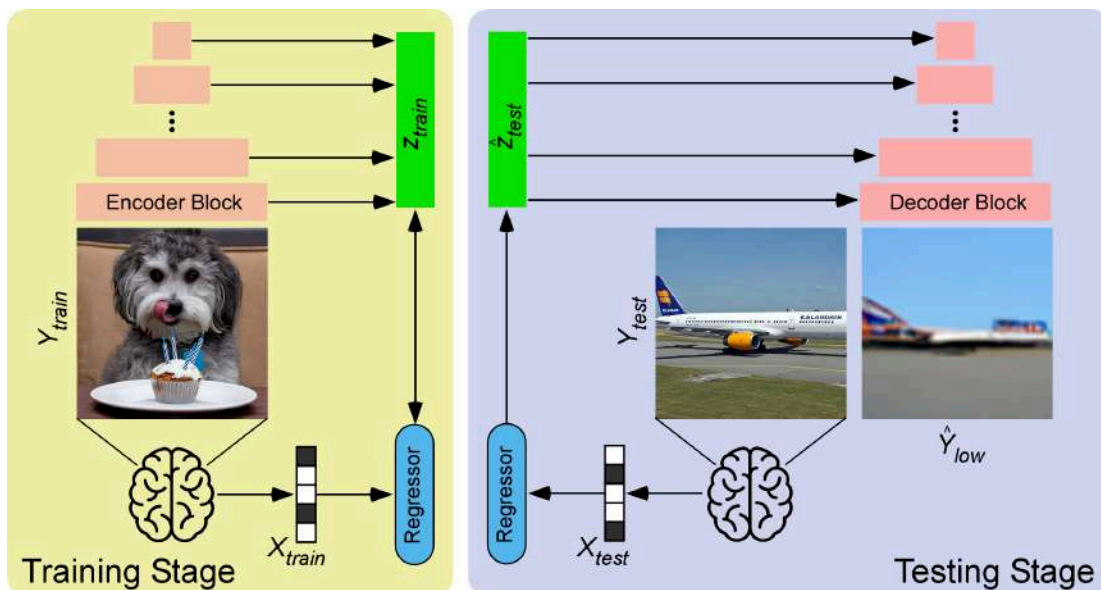 Z_train
Ẑ_test
Encoder Block
Decoder Block
Y_train
Y_test
Ŷ_low
Regressor
Regressor
X_train
X_test
Training Stage
Testing Stage